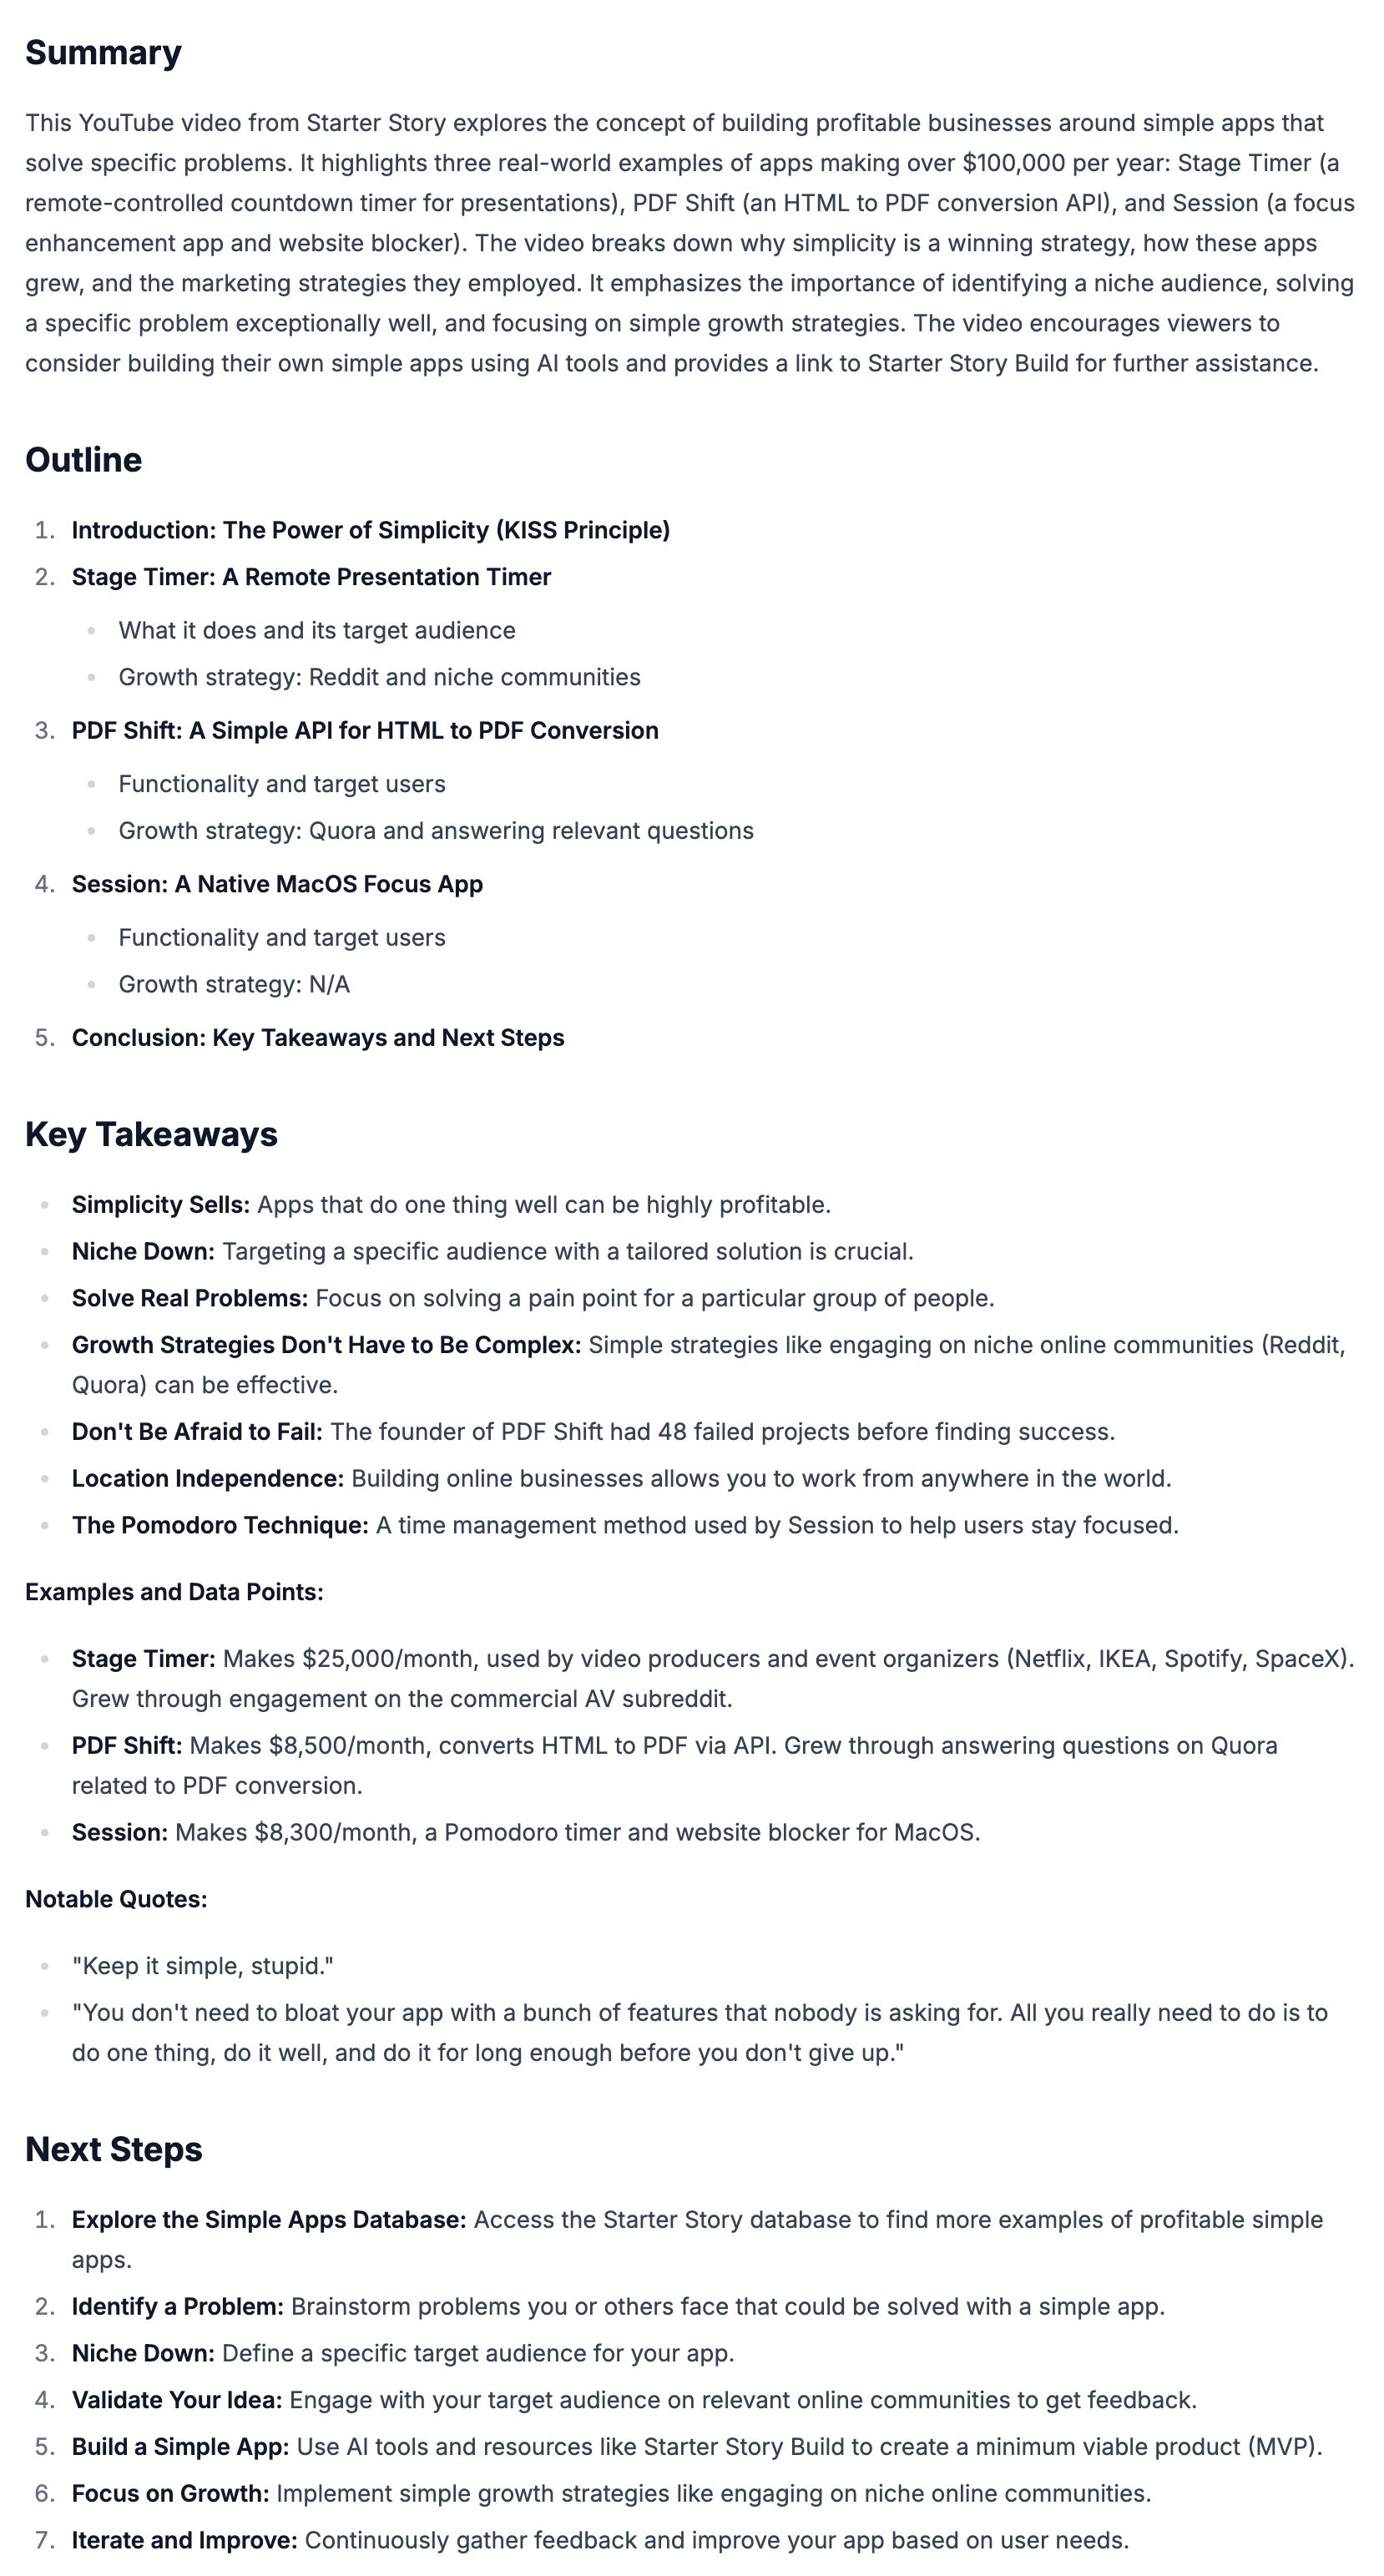 Summary
This YouTube video from Starter Story explores the concept of building profitable businesses around simple apps that
solve specific problems. It highlights three real-world examples of apps making over $100,000 per year: Stage Timer (a
remote-controlled countdown timer for presentations), PDF Shift (an HTML to PDF conversion API), and Session (a focus
enhancement app and website blocker). The video breaks down why simplicity is a winning strategy, how these apps
grew, and the marketing strategies they employed. It emphasizes the importance of identifying a niche audience, solving
a specific problem exceptionally well, and focusing on simple growth strategies. The video encourages viewers to
consider building their own simple apps using AI tools and provides a link to Starter Story Build for further assistance.
Outline
1. Introduction: The Power of Simplicity (KISS Principle)
2. Stage Timer: A Remote Presentation Timer
• What it does and its target audience
• Growth strategy: Reddit and niche communities
3. PDF Shift: A Simple API for HTML to PDF Conversion
• Functionality and target users
• Growth strategy: Quora and answering relevant questions
4. Session: A Native MacOS Focus App
• Functionality and target users
• Growth strategy: N/A
5. Conclusion: Key Takeaways and Next Steps
Key Takeaways
• Simplicity Sells: Apps that do one thing well can be highly profitable.
• Niche Down: Targeting a specific audience with a tailored solution is crucial.
• Solve Real Problems: Focus on solving a pain point for a particular group of people.
• Growth Strategies Don't Have to Be Complex: Simple strategies like engaging on niche online communities (Reddit,
Quora) can be effective.
• Don't Be Afraid to Fail: The founder of PDF Shift had 48 failed projects before finding success.
• Location Independence: Building online businesses allows you to work from anywhere in the world.
• The Pomodoro Technique: A time management method used by Session to help users stay focused.
Examples and Data Points:
• Stage Timer: Makes $25,000/month, used by video producers and event organizers (Netflix, IKEA, Spotify, SpaceX).
Grew through engagement on the commercial AV subreddit.
• PDF Shift: Makes $8,500/month, converts HTML to PDF via API. Grew through answering questions on Quora
related to PDF conversion.
• Session: Makes $8,300/month, a Pomodoro timer and website blocker for MacOS.
Notable Quotes:
• "Keep it simple, stupid."
• "You don't need to bloat your app with a bunch of features that nobody is asking for. All you really need to do is to
do one thing, do it well, and do it for long enough before you don't give up."
Next Steps
1. Explore the Simple Apps Database: Access the Starter Story database to find more examples of profitable simple
apps.
2. Identify a Problem: Brainstorm problems you or others face that could be solved with a simple app.
3. Niche Down: Define a specific target audience for your app.
4. Validate Your Idea: Engage with your target audience on relevant online communities to get feedback.
5. Build a Simple App: Use AI tools and resources like Starter Story Build to create a minimum viable product (MVP).
6. Focus on Growth: Implement simple growth strategies like engaging on niche online communities.
7. Iterate and Improve: Continuously gather feedback and improve your app based on user needs.